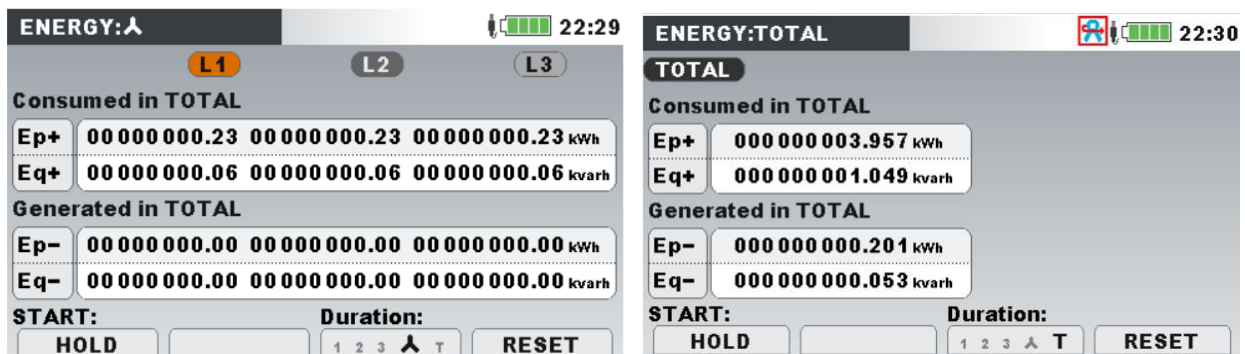 ENERGY:人 22:29
L1 L2 L3
Consumed in TOTAL
Ep+ 00 000 000.23 00 000 000.23 00 000 000.23 kWh
Eq+ 00 000 000.06 00 000 000.06 00 000 000.06 kvarh
Generated in TOTAL
Ep- 00 000 000.00 00 000 000.00 00 000 000.00 kWh
Eq- 00 000 000.00 00 000 000.00 00 000 000.00 kvarh
START: Duration:
HOLD 1 2 3 人 T RESET
ENERGY:TOTAL 22:30
TOTAL
Consumed in TOTAL
Ep+ 000 000 003.957 kWh
Eq+ 000 000 001.049 kvarh
Generated in TOTAL
Ep- 000 000 000.201 kWh
Eq- 000 000 000.053 kvarh
START: Duration:
HOLD 1 2 3 人 T RESET